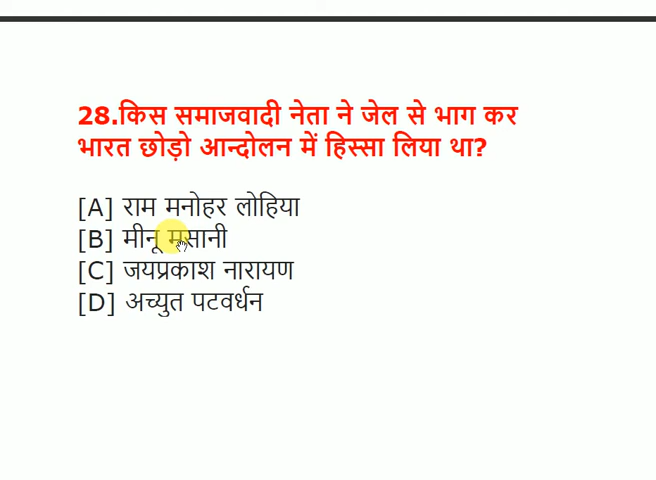 28.किस समाजवादी नेता ने जेल से भाग कर
भारत छोड़ो आन्दोलन में हिस्सा लिया था?
[A] राम मनोहर लोहिया
[B] मीनू मसानी
[C] जयप्रकाश नारायण
[D] अच्युत पटवर्धन